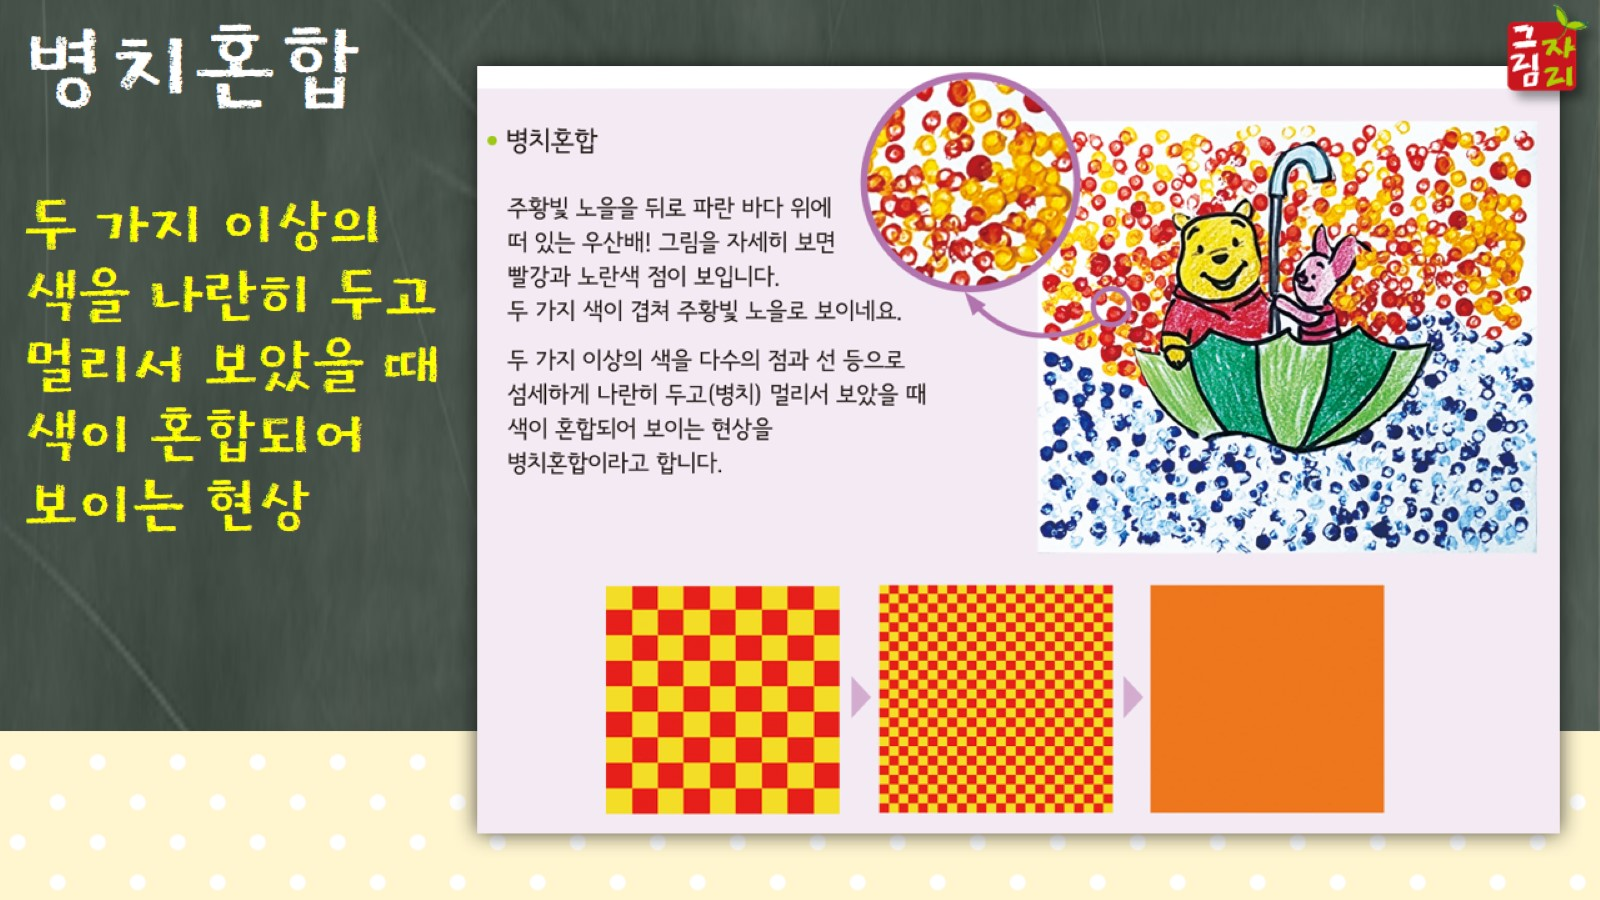 병치혼합
두 가지 이상의
색을 나란히 두고
멀리서 보았을 때
색이 혼합되어
보이는 현상
그림
자리
병치혼합
주황빛 노을을 뒤로 파란 바다 위에
떠 있는 우산배! 그림을 자세히 보면
빨강과 노란색 점이 보입니다.
두 가지 색이 겹쳐 주황빛 노을로 보이네요.
두 가지 이상의 색을 다수의 점과 선 등으로
섬세하게 나란히 두고(병치) 멀리서 보았을 때
색이 혼합되어 보이는 현상을
병치혼합이라고 합니다.